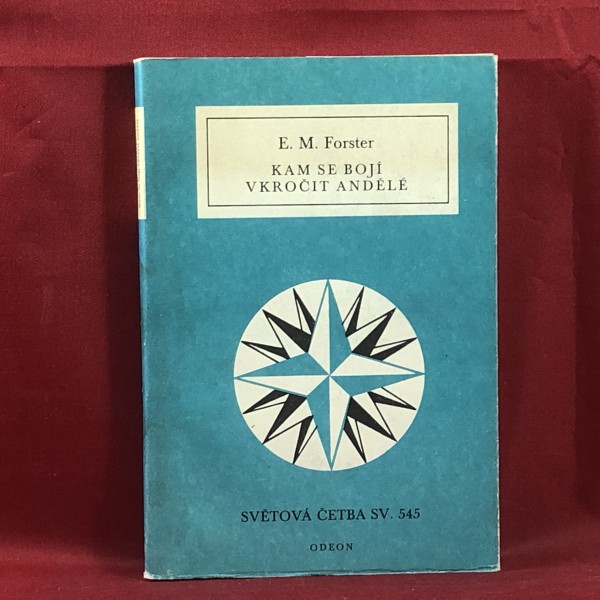 E. M. Forster
KAM SE BOJÍ
VKROČIT ANDĚLÉ
SVĚTOVÁ ČETBA SV. 545
ODEON